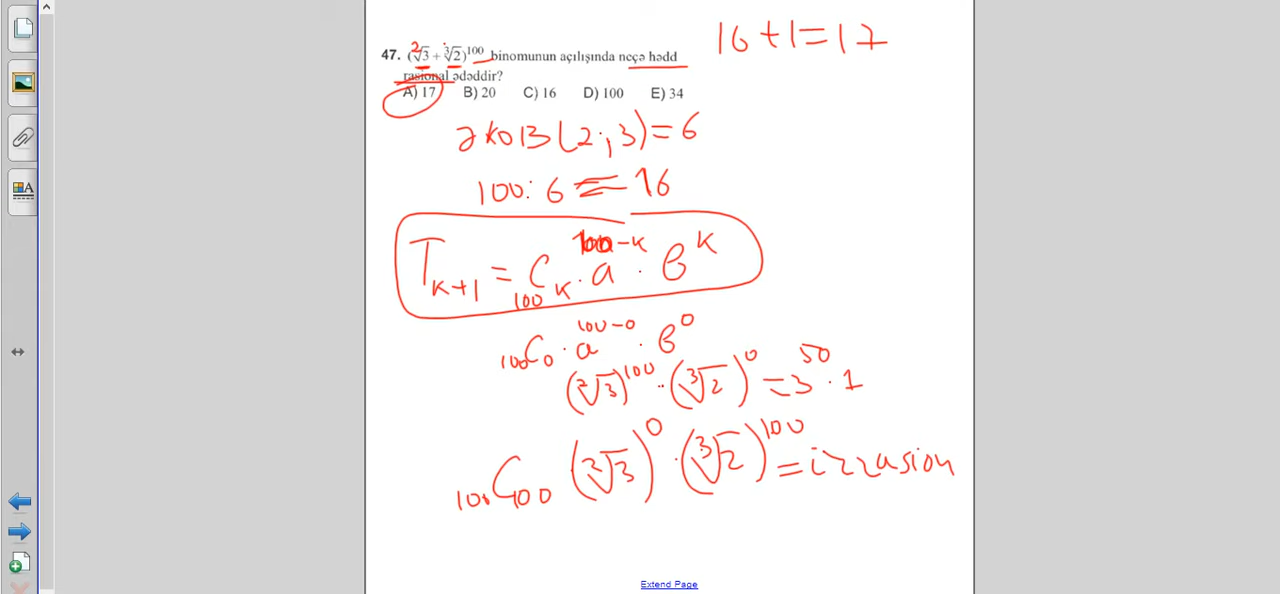 47. (²√3 + ³√2)¹⁰⁰ binomunun açılışında neçə hədd
rasional ədəddir?
A) 17 B) 20 C) 16 D) 100 E) 34
16 + 1 = 17
ƏKOB (2; 3) = 6
100 : 6 = 16
Tₖ₊₁ = ₁₀₀Cₖ · a¹⁰⁰⁻ᵏ · bᵏ
₁₀₀C₀ · a¹⁰⁰⁻⁰ · b⁰
(²√3)¹⁰⁰ · (³√2)⁰ = 3⁵⁰ · 1
₁₀₀C₁₀₀ (²√3)⁰ · (³√2)¹⁰⁰ = irrasion
Extend Page